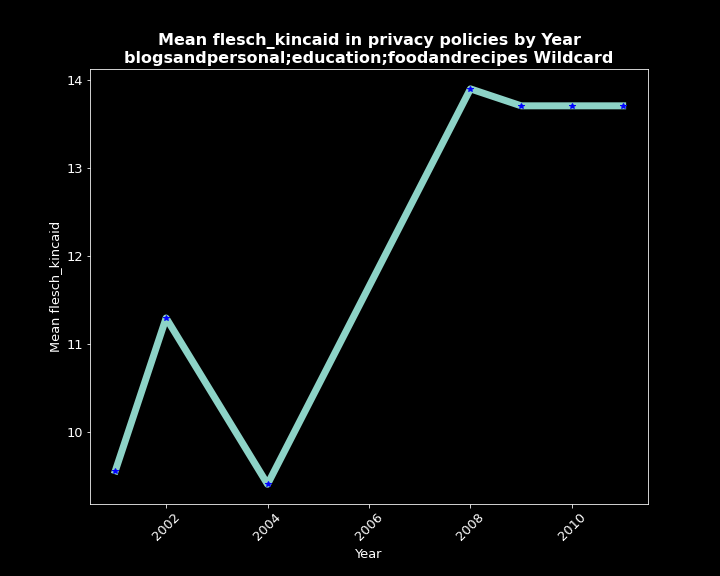 Mean flesch_kincaid in privacy policies by Year
blogsandpersonal;education;foodandrecipes Wildcard
14
13
12
11
10
Mean flesch_kincaid
2002
2004
2006
2008
2010
Year